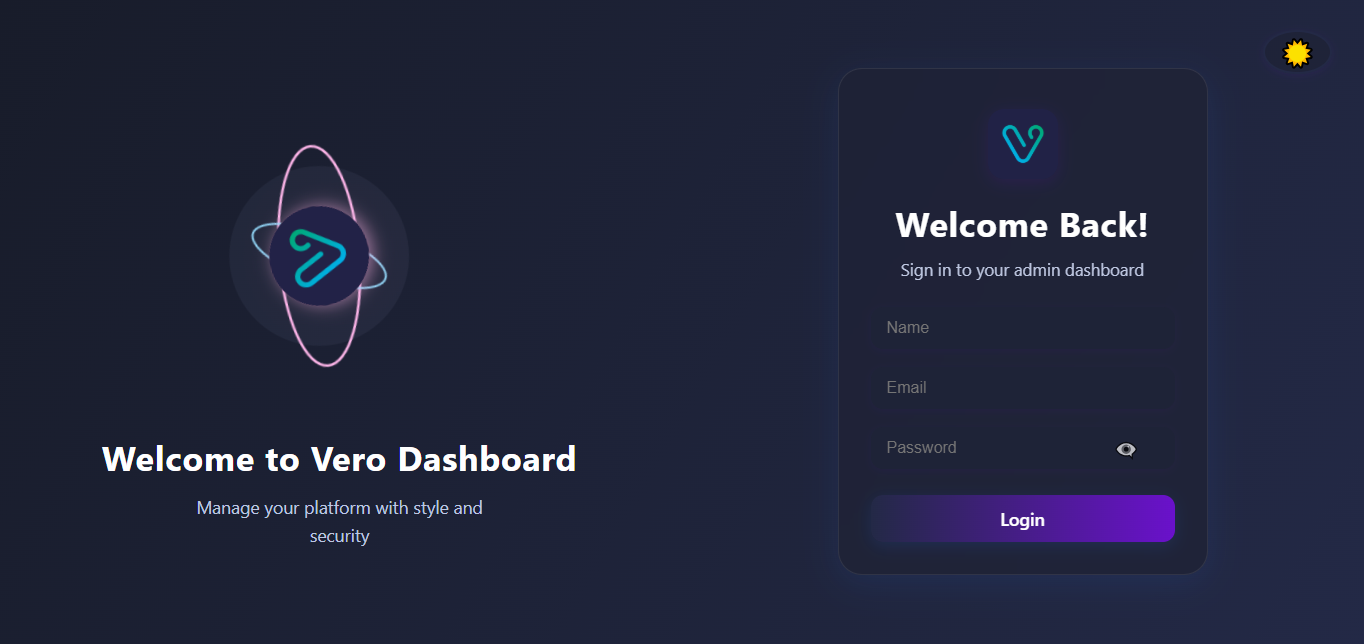 Welcome to Vero Dashboard
Manage your platform with style and
security
Welcome Back!
Sign in to your admin dashboard
Name
Email
Password
Login